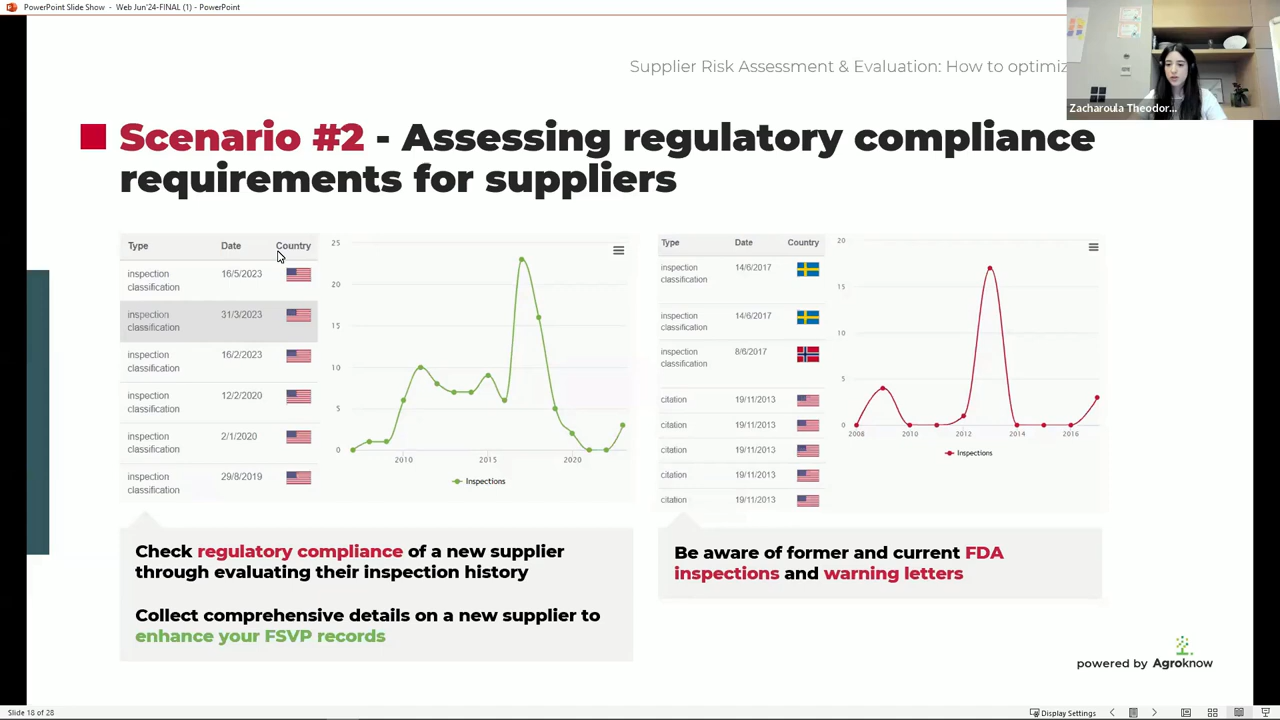 PowerPoint Slide Show - Web Jun'24-FINAL (1) - PowerPoint
Supplier Risk Assessment & Evaluation: How to optimiz
Zacharoula Theodor...
Scenario #2 - Assessing regulatory compliance
requirements for suppliers
Type Date Country
inspection classification 16/5/2023
inspection classification 31/3/2023
inspection classification 16/2/2023
inspection classification 12/2/2020
inspection classification 2/1/2020
inspection classification 29/8/2019
25
20
15
10
5
0
2010 2015 2020
Inspections
Type Date Country
inspection classification 14/6/2017
inspection classification 14/6/2017
inspection classification 8/6/2017
citation 19/11/2013
citation 19/11/2013
citation 19/11/2013
citation 19/11/2013
citation 19/11/2013
20
15
10
5
0
2008 2010 2012 2014 2016
Inspections
Check regulatory compliance of a new supplier
through evaluating their inspection history
Collect comprehensive details on a new supplier to
enhance your FSVP records
Be aware of former and current FDA
inspections and warning letters
powered by Agroknow
Slide 18 of 28
Display Settings